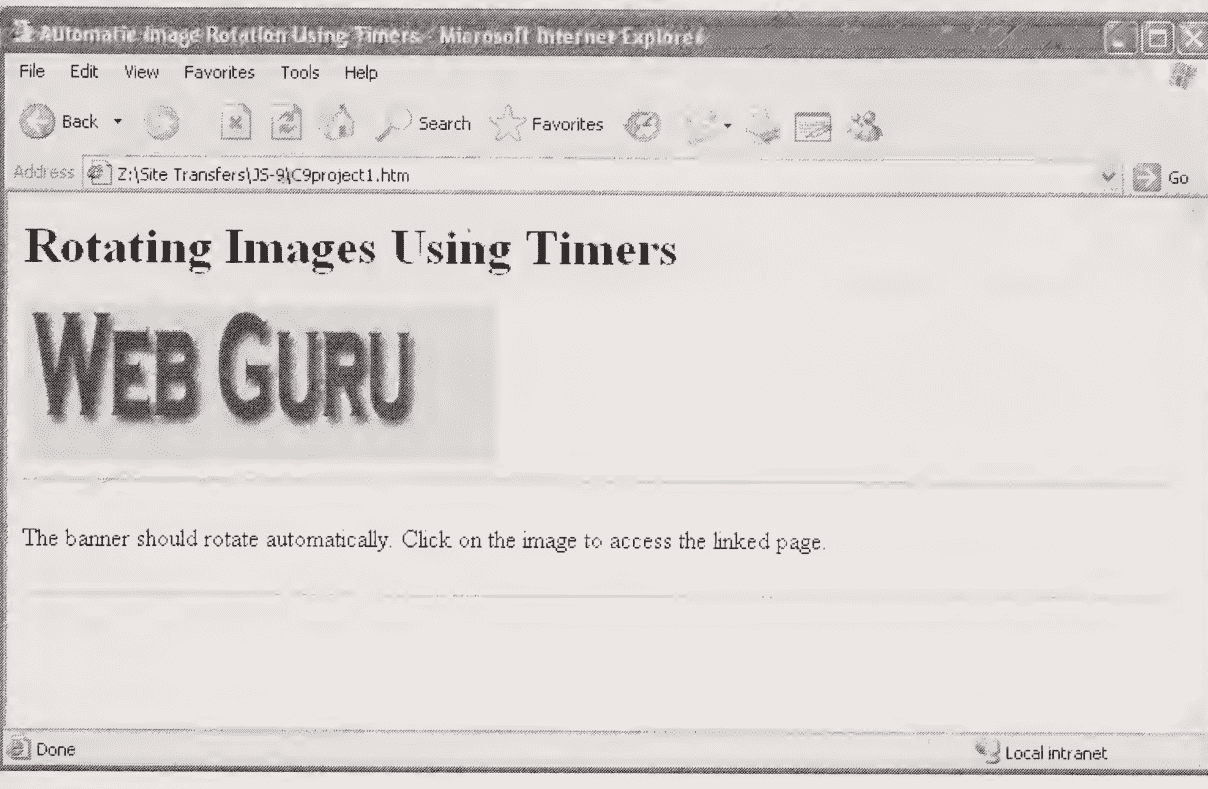 Automatic Image Rotation Using Timers - Microsoft Internet Explorer
File Edit View Favorites Tools Help
Back Search Favorites
Address Z:\Site Transfers\JS-9\C9project1.htm Go
Rotating Images Using Timers
WEB GURU
The banner should rotate automatically. Click on the image to access the linked page.
Done Local intranet